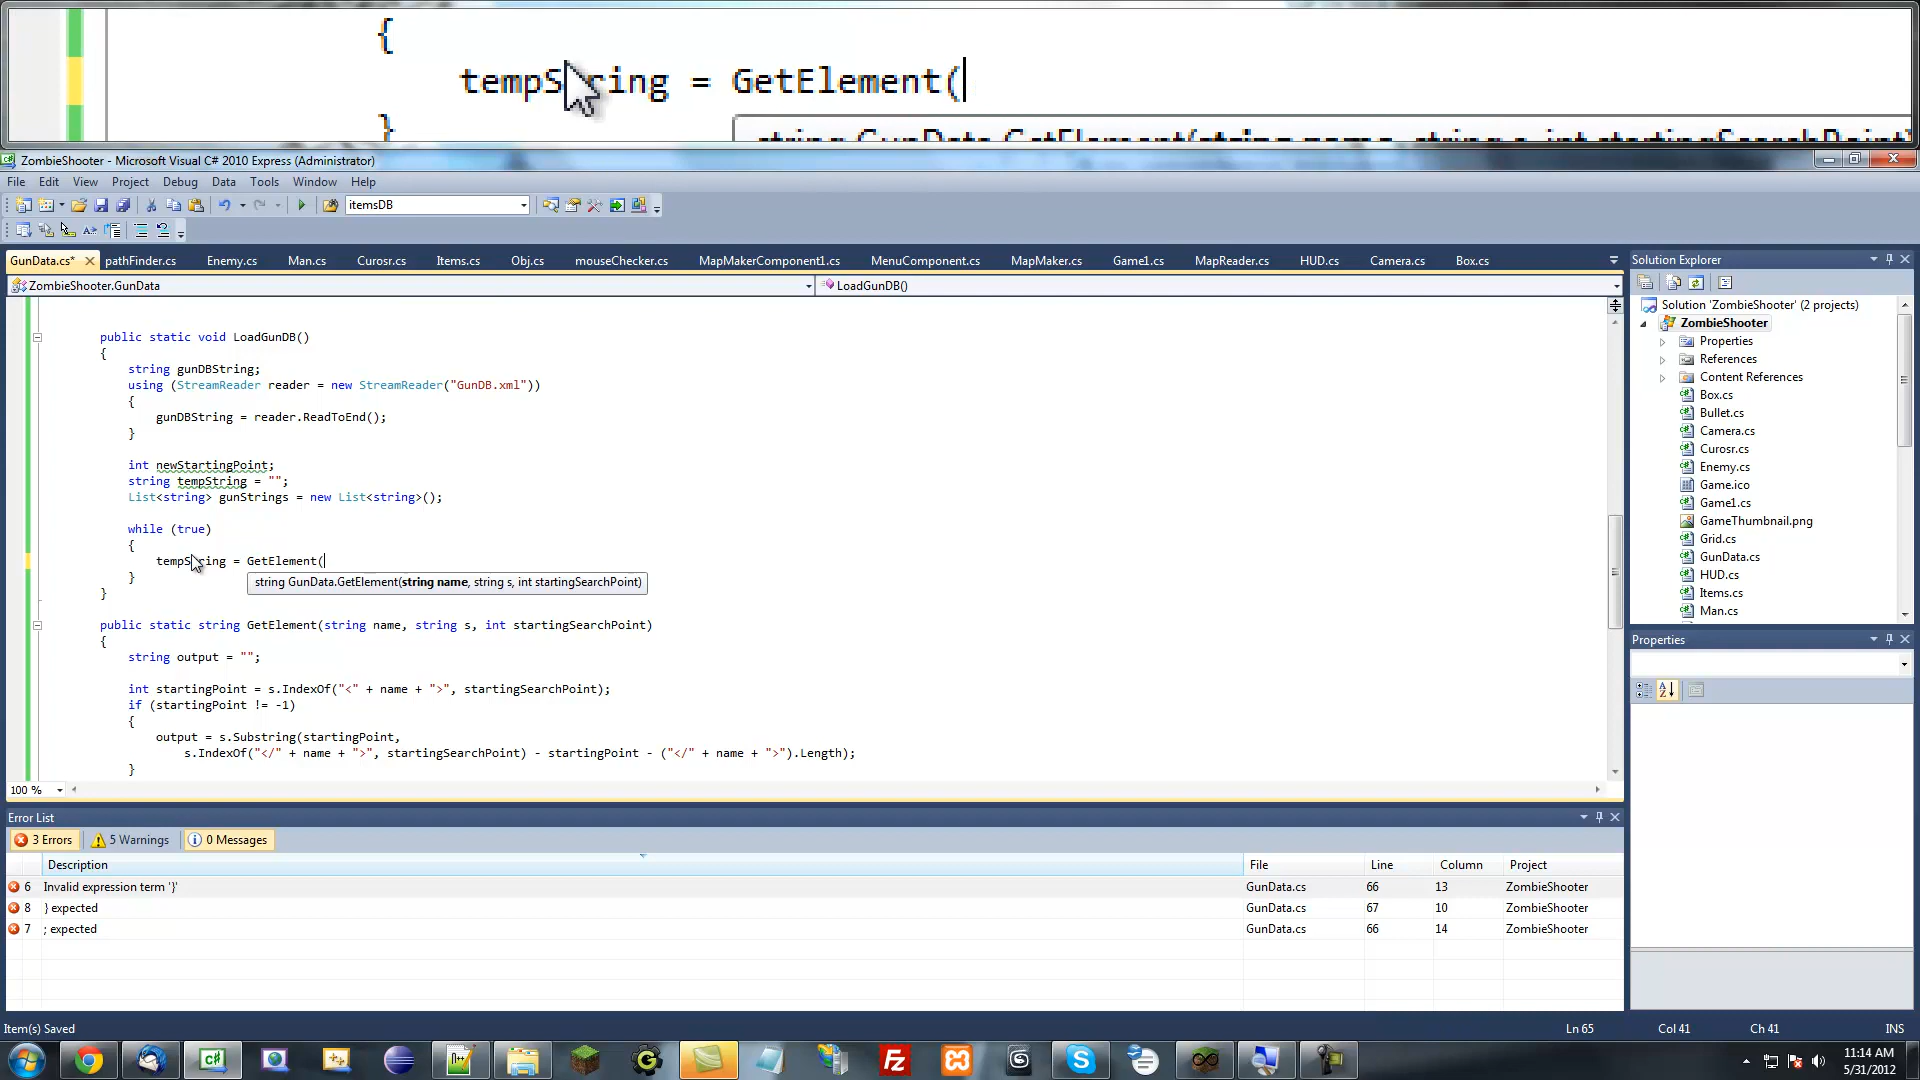 {
tempString = GetElement(
}
string GunData.GetElement(string name, string s, int startingSearchPoint)
ZombieShooter - Microsoft Visual C# 2010 Express (Administrator)
File Edit View Project Debug Data Tools Window Help
itemsDB
GunData.cs* pathFinder.cs Enemy.cs Man.cs Curosr.cs Items.cs Obj.cs mouseChecker.cs MapMakerComponent1.cs MenuComponent.cs MapMaker.cs Game1.cs MapReader.cs HUD.cs Camera.cs Box.cs
ZombieShooter.GunData LoadGunDB()
public static void LoadGunDB()
{
string gunDBString;
using (StreamReader reader = new StreamReader("GunDB.xml"))
{
gunDBString = reader.ReadToEnd();
}
int newStartingPoint;
string tempString = "";
List<string> gunStrings = new List<string>();
while (true)
{
tempString = GetElement(
}
string GunData.GetElement(string name, string s, int startingSearchPoint)
}
public static string GetElement(string name, string s, int startingSearchPoint)
{
string output = "";
int startingPoint = s.IndexOf("<" + name + ">", startingSearchPoint);
if (startingPoint != -1)
{
output = s.Substring(startingPoint,
s.IndexOf("</" + name + ">", startingSearchPoint) - startingPoint - ("</" + name + ">").Length);
}
100 %
Solution Explorer
Solution 'ZombieShooter' (2 projects)
ZombieShooter
Properties
References
Content References
Box.cs
Bullet.cs
Camera.cs
Curosr.cs
Enemy.cs
Game.ico
Game1.cs
GameThumbnail.png
Grid.cs
GunData.cs
HUD.cs
Items.cs
Man.cs
Properties
Error List
3 Errors 5 Warnings 0 Messages
Description File Line Column Project
6 Invalid expression term '}' GunData.cs 66 13 ZombieShooter
8 } expected GunData.cs 67 10 ZombieShooter
7 ; expected GunData.cs 66 14 ZombieShooter
Item(s) Saved Ln 65 Col 41 Ch 41 INS
11:14 AM
5/31/2012